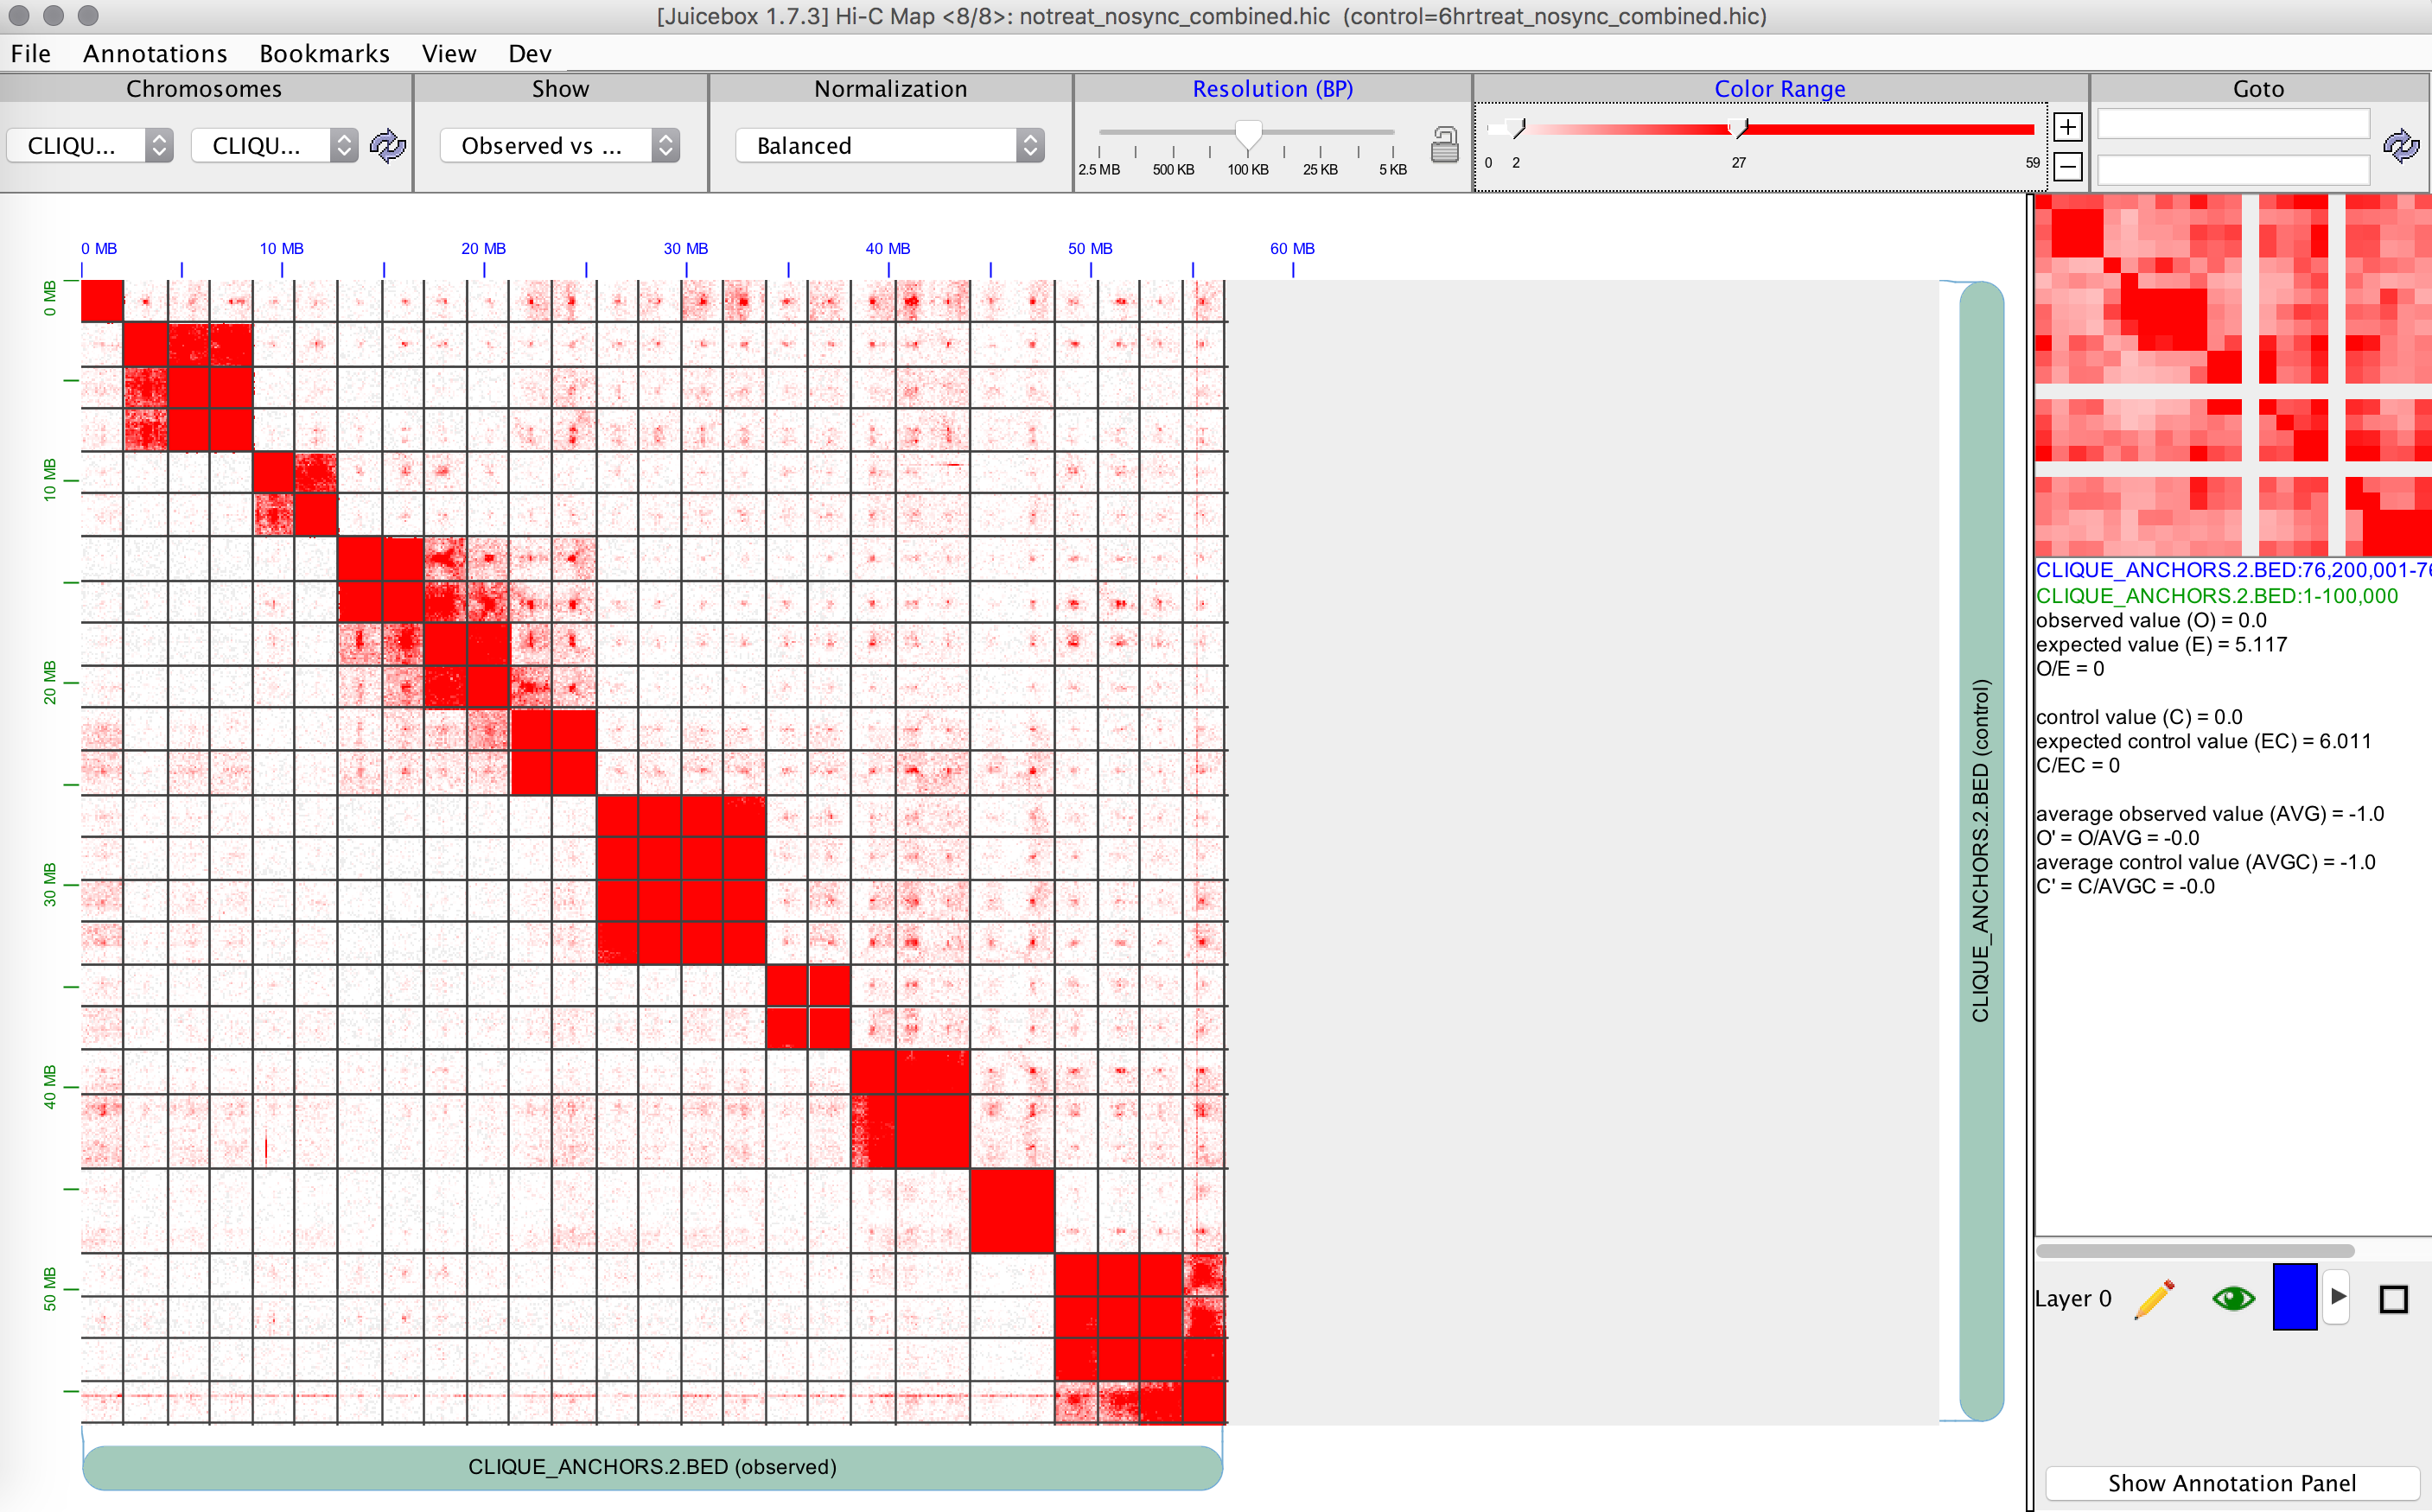 [Juicebox 1.7.3] Hi-C Map <8/8>: notreat_nosync_combined.hic (control=6hrtreat_nosync_combined.hic)
File Annotations Bookmarks View Dev
Chromosomes Show Normalization Resolution (BP) Color Range Goto
CLIQU... CLIQU... Observed vs ... Balanced
2.5 MB 500 KB 100 KB 25 KB 5 KB
0 2 27 59
0 MB 10 MB 20 MB 30 MB 40 MB 50 MB 60 MB
0 MB
10 MB
20 MB
30 MB
40 MB
50 MB
CLIQUE_ANCHORS.2.BED (control)
CLIQUE_ANCHORS.2.BED (observed)
CLIQUE_ANCHORS.2.BED:76,200,001-76
CLIQUE_ANCHORS.2.BED:1-100,000
observed value (O) = 0.0
expected value (E) = 5.117
O/E = 0
control value (C) = 0.0
expected control value (EC) = 6.011
C/EC = 0
average observed value (AVG) = -1.0
O' = O/AVG = -0.0
average control value (AVGC) = -1.0
C' = C/AVGC = -0.0
Layer 0
Show Annotation Panel